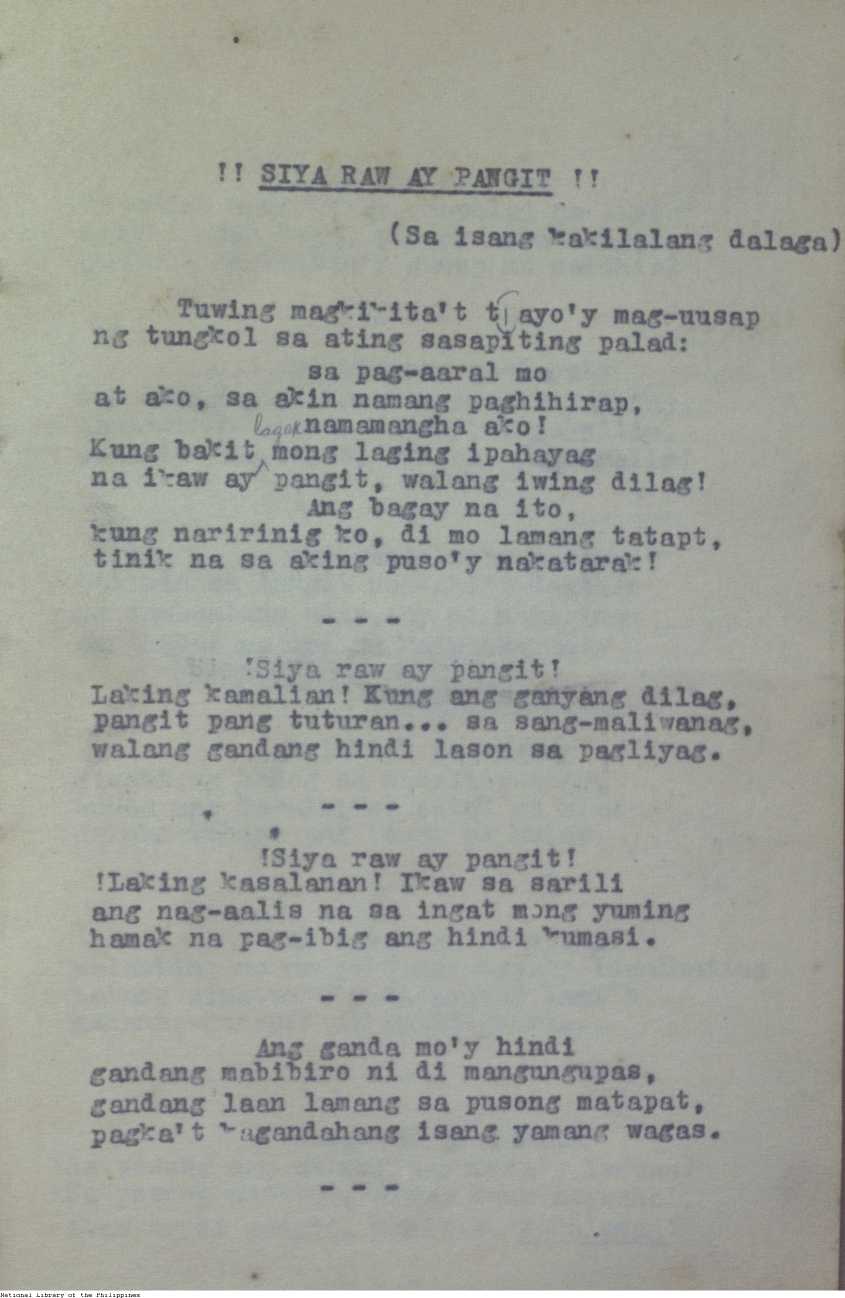 !! SIYA RAW AY PANGIT !!
(Sa isang kakilalang dalaga)
Tuwing magkikita't tayo'y mag-uusap
ng tungkol sa ating sasapiting palad:
sa pag-aaral mo
at ako, sa akin namang paghihirap,
namamangha ako!
Kung bakit mong laging ipahayag
na ikaw ay pangit, walang iwing dilag!
Ang bagay na ito,
kung naririnig ko, di mo lamang tatapt,
tinik na sa aking puso'y nakatarak!
- - -
!Siya raw ay pangit!
Laking kamalian! Kung ang ganyang dilag,
pangit pang tuturan... sa sang-maliwanag,
walang gandang hindi lason sa pagliyag.
- - -
!Siya raw ay pangit!
!Laking kasalanan! Ikaw sa sarili
ang nag-aalis na sa ingat mong yuming
hamak na pag-ibig ang hindi kumasi.
- - -
Ang ganda mo'y hindi
gandang mabibiro ni di mangungupas,
gandang laan lamang sa pusong matapat,
pagka't kagandahang isang yamang wagas.
- - -
National Library of the Philippines